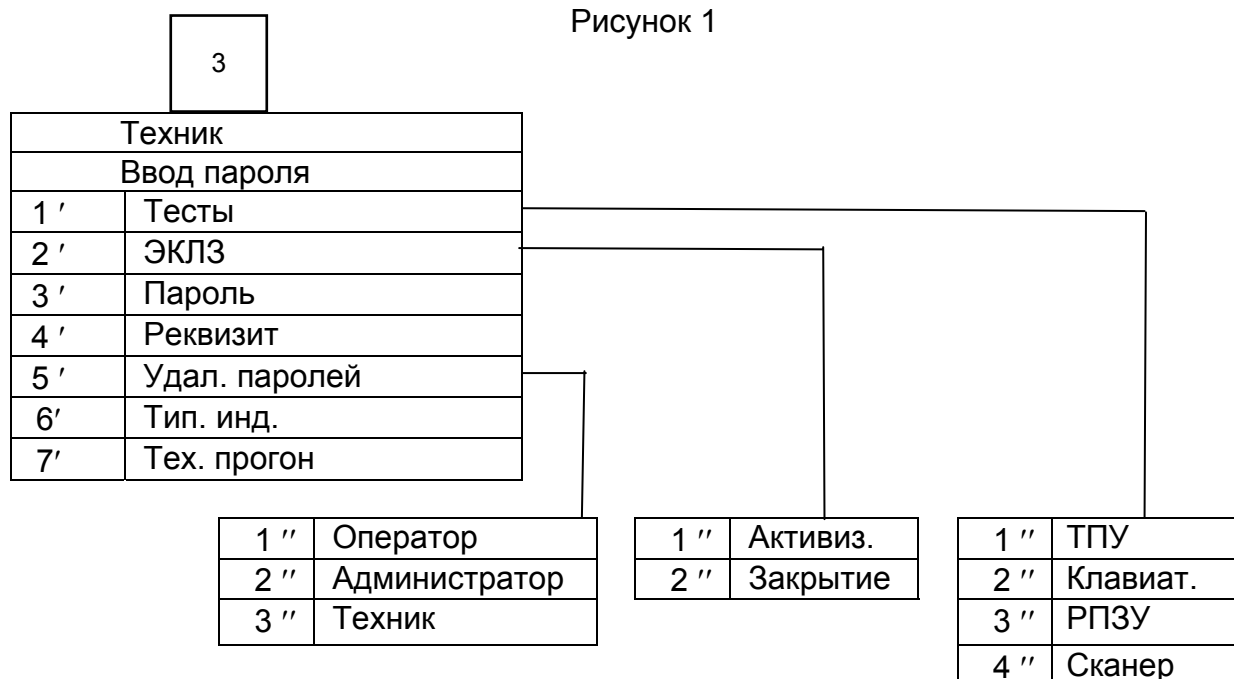 Рисунок 1
3
Техник
Ввод пароля
1 ′ Тесты
2 ′ ЭКЛЗ
3 ′ Пароль
4 ′ Реквизит
5 ′ Удал. паролей
6′ Тип. инд.
7′ Тех. прогон
1 ′′ Оператор
2 ′′ Администратор
3 ′′ Техник
1 ′′ Активиз.
2 ′′ Закрытие
1 ′′ ТПУ
2 ′′ Клавиат.
3 ′′ РПЗУ
4 ′′ Сканер